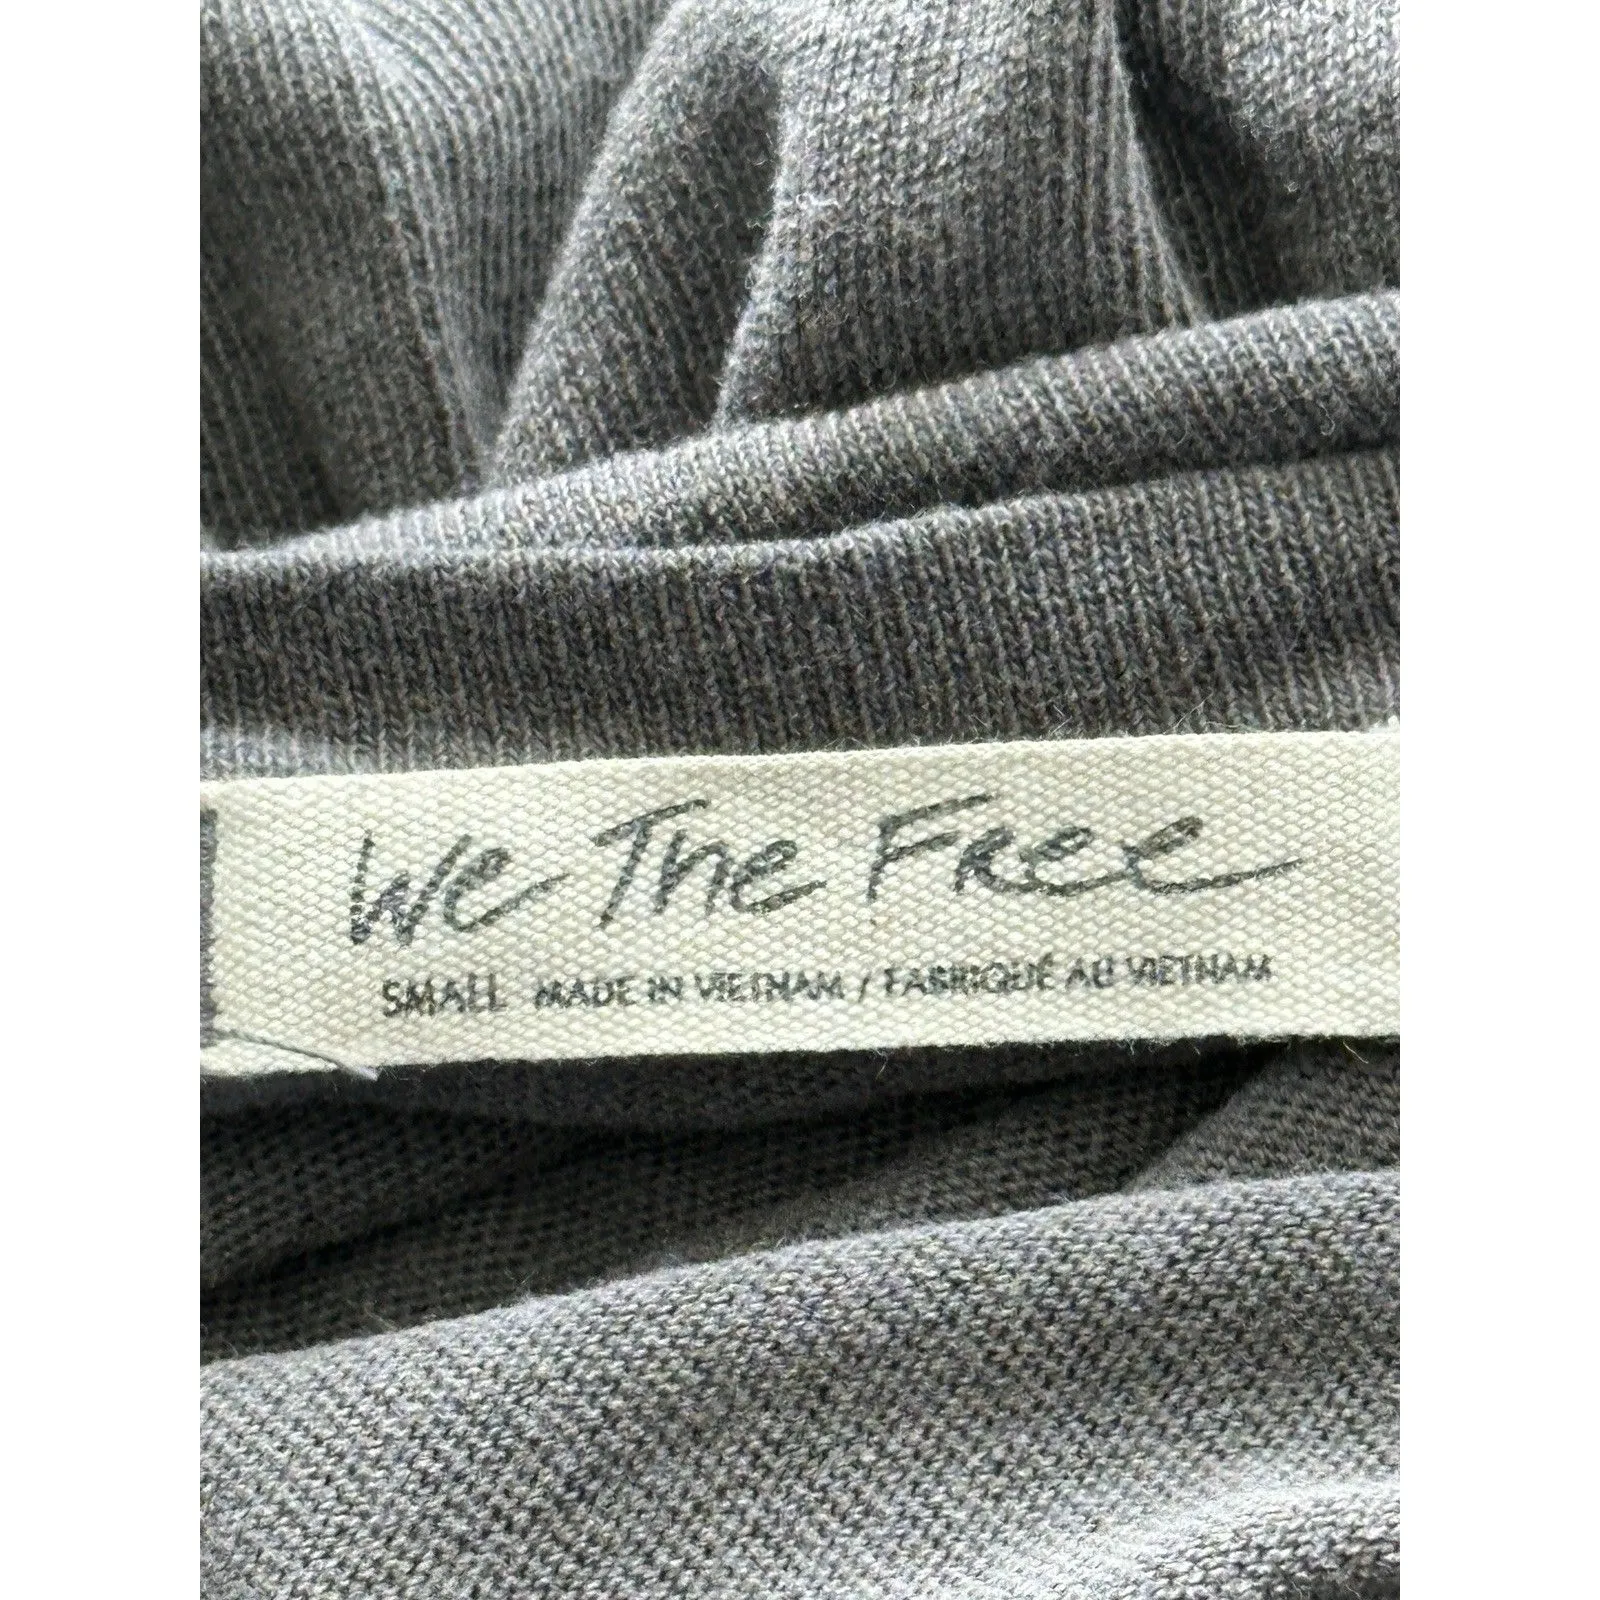 We The Free
SMALL MADE IN VIETNAM / FABRIQUÉ AU VIETNAM